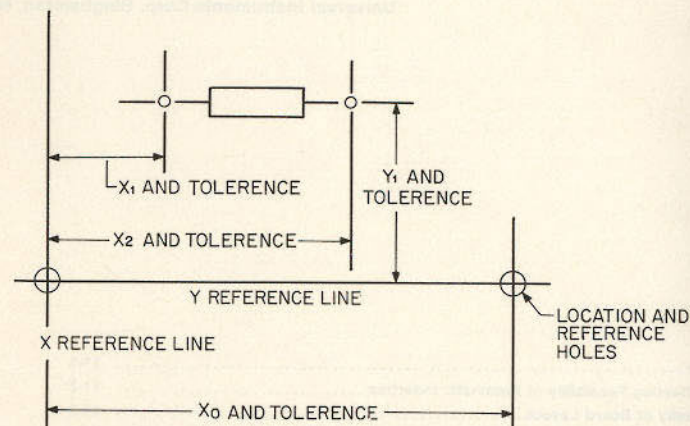 X₁ AND TOLERENCE
Y₁ AND
TOLERENCE
X₂ AND TOLERENCE
Y REFERENCE LINE
LOCATION AND
REFERENCE
HOLES
X REFERENCE LINE
X₀ AND TOLERENCE